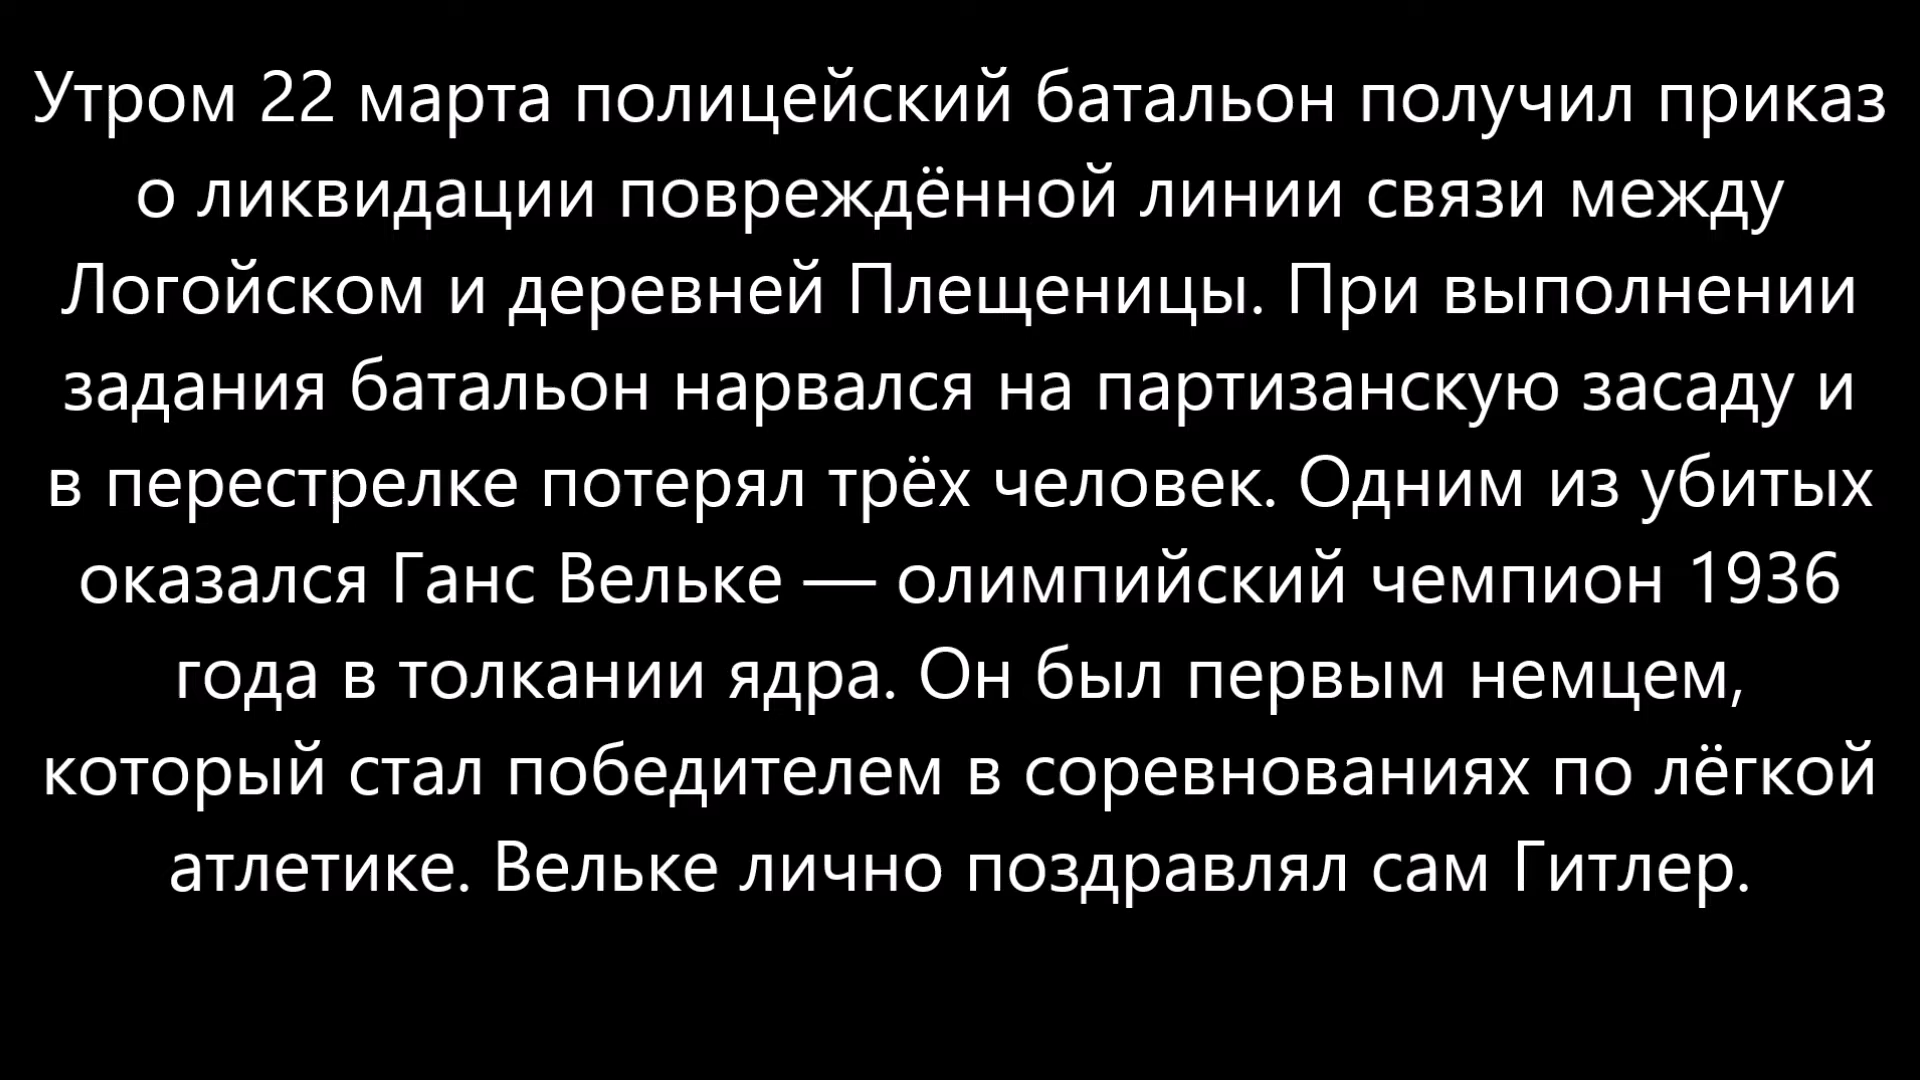 Утром 22 марта полицейский батальон получил приказ
о ликвидации повреждённой линии связи между
Логойском и деревней Плещеницы. При выполнении
задания батальон нарвался на партизанскую засаду и
в перестрелке потерял трёх человек. Одним из убитых
оказался Ганс Вельке — олимпийский чемпион 1936
года в толкании ядра. Он был первым немцем,
который стал победителем в соревнованиях по лёгкой
атлетике. Вельке лично поздравлял сам Гитлер.